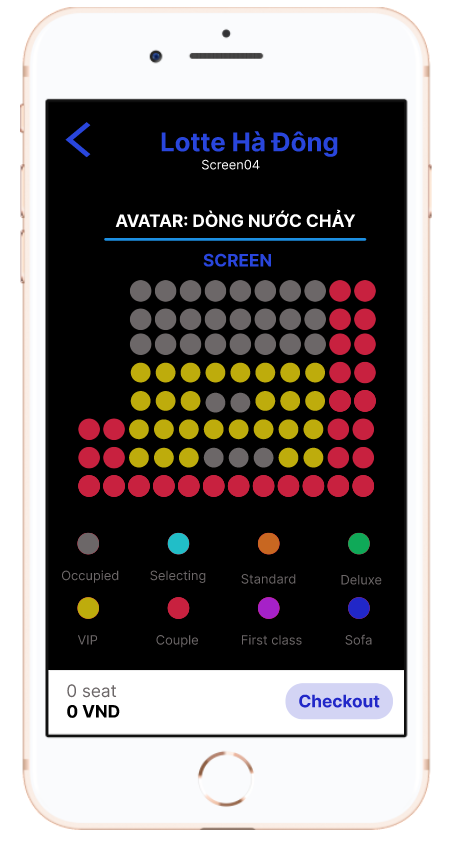 Lotte Hà Đông
Screen04
AVATAR: DÒNG NƯỚC CHẢY
SCREEN
Occupied
Selecting
Standard
Deluxe
VIP
Couple
First class
Sofa
0 seat
0 VND
Checkout